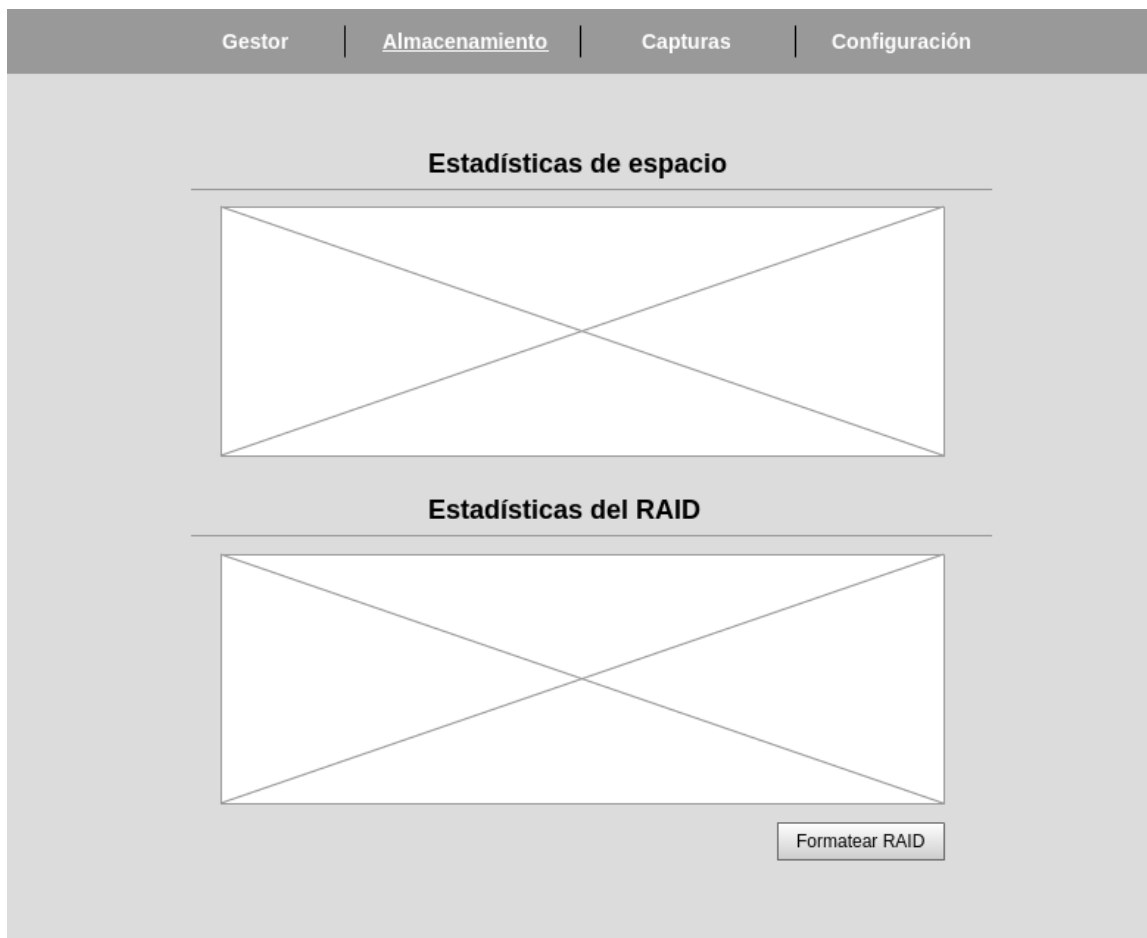 Gestor Almacenamiento Capturas Configuración
Estadísticas de espacio
Estadísticas del RAID
Formatear RAID